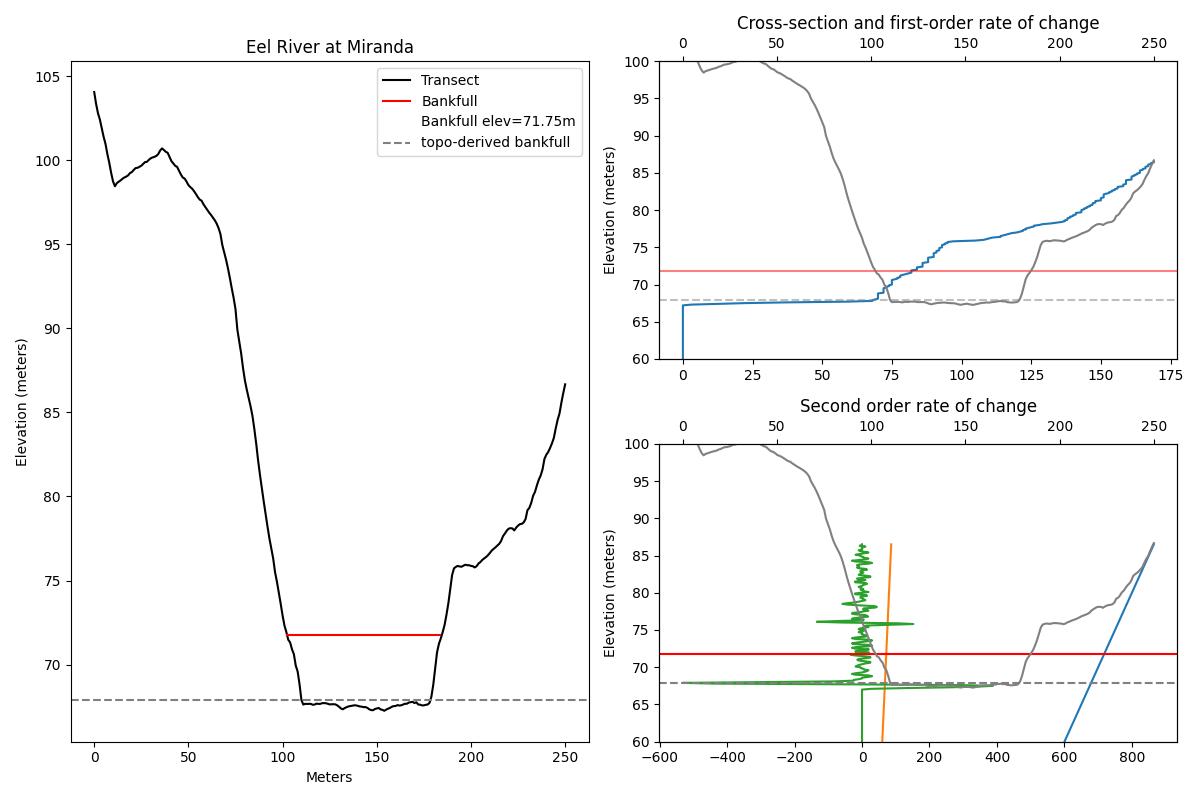 Eel River at Miranda
Elevation (meters)
105
100
95
90
85
80
75
70
0 50 100 150 200 250
Meters
Transect
Bankfull
Bankfull elev=71.75m
topo-derived bankfull
Cross-section and first-order rate of change
0 50 100 150 200 250
Elevation (meters)
100
95
90
85
80
75
70
65
60
0 25 50 75 100 125 150 175
Second order rate of change
0 50 100 150 200 250
Elevation (meters)
100
95
90
85
80
75
70
65
60
−600 −400 −200 0 200 400 600 800